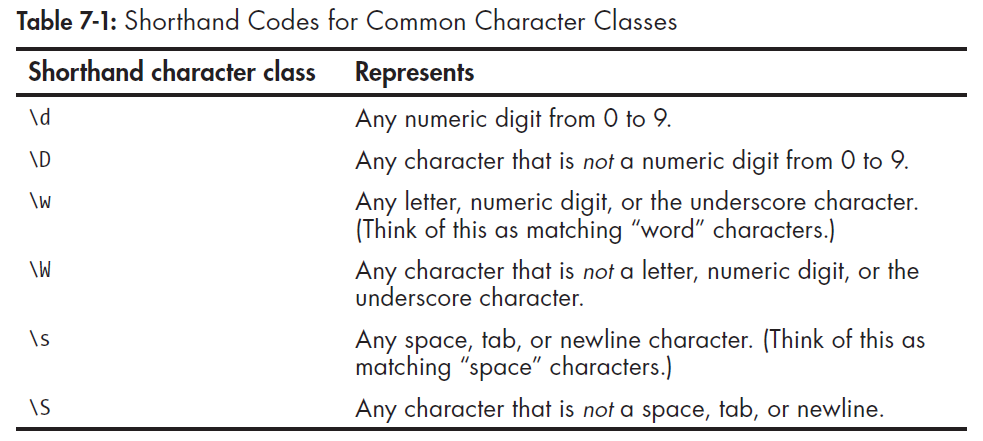 Table 7-1: Shorthand Codes for Common Character Classes
Shorthand character class Represents
\d Any numeric digit from 0 to 9.
\D Any character that is not a numeric digit from 0 to 9.
\w Any letter, numeric digit, or the underscore character.
(Think of this as matching “word” characters.)
\W Any character that is not a letter, numeric digit, or the
underscore character.
\s Any space, tab, or newline character. (Think of this as
matching “space” characters.)
\S Any character that is not a space, tab, or newline.